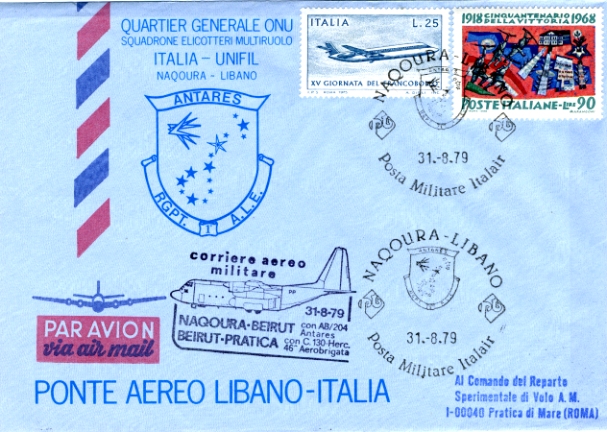 QUARTIER GENERALE ONU
SQUADRONE ELICOTTERI MULTIRUOLO
ITALIA – UNIFIL
NAQOURA – LIBANO
ANTARES
RGPT. I A.L.E.
ITALIA L.25
XV GIORNATA DEL FRANCOBOLLO
1918 CINQUANTENARIO 1968
DELLA VITTORIA
POSTE ITALIANE-LIRE 90
NAQOURA-LIBANO
31.-8.79
Posta Militare Italair
corriere aereo
militare
31-8-79
NAQOURA-BEIRUT con AB/204
Antares
BEIRUT-PRATICA con C.130-Herc.
46ª Aerobrigata
NAQOURA-LIBANO
31.-8.79
Posta Militare Italair
PAR AVION
via air mail
PONTE AEREO LIBANO-ITALIA
Al Comando del Reparto
Sperimentale di Volo A.M.
I-00040 Pratica di Mare (ROMA)